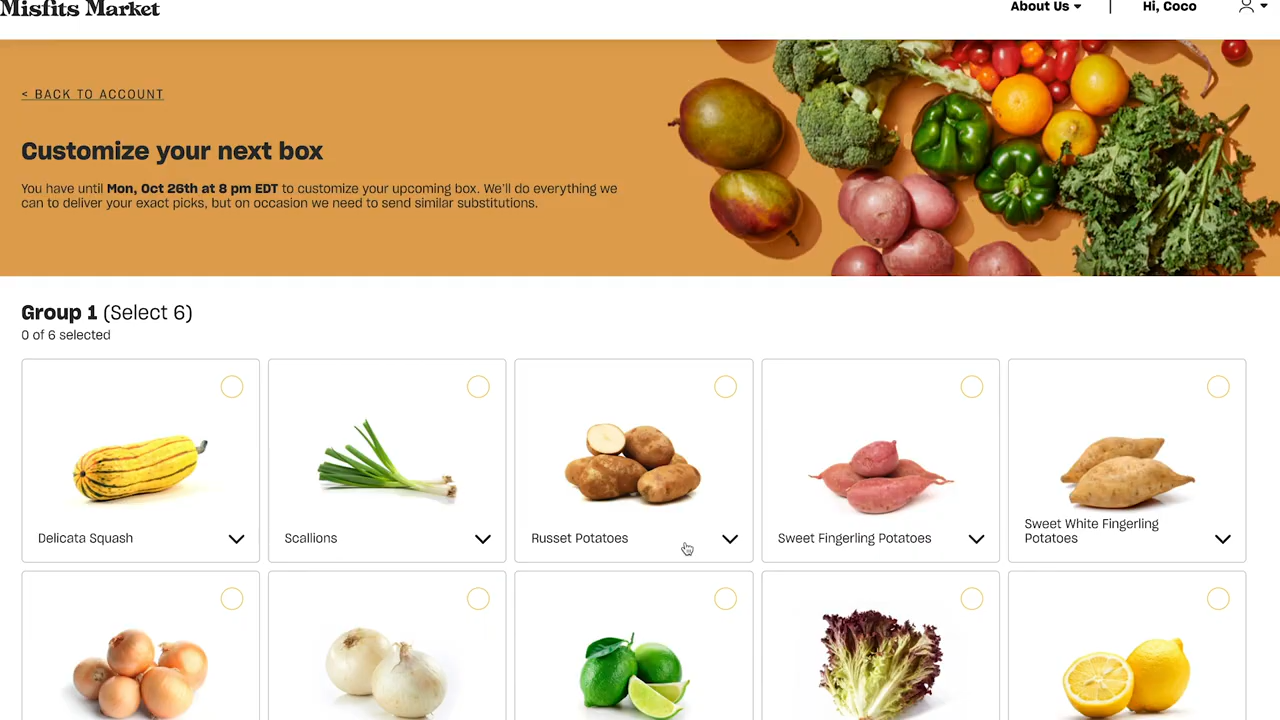 Misfits Market
About Us
Hi, Coco
< BACK TO ACCOUNT
Customize your next box
You have until Mon, Oct 26th at 8 pm EDT to customize your upcoming box. We'll do everything we
can to deliver your exact picks, but on occasion we need to send similar substitutions.
Group 1 (Select 6)
0 of 6 selected
Delicata Squash
Scallions
Russet Potatoes
Sweet Fingerling Potatoes
Sweet White Fingerling
Potatoes